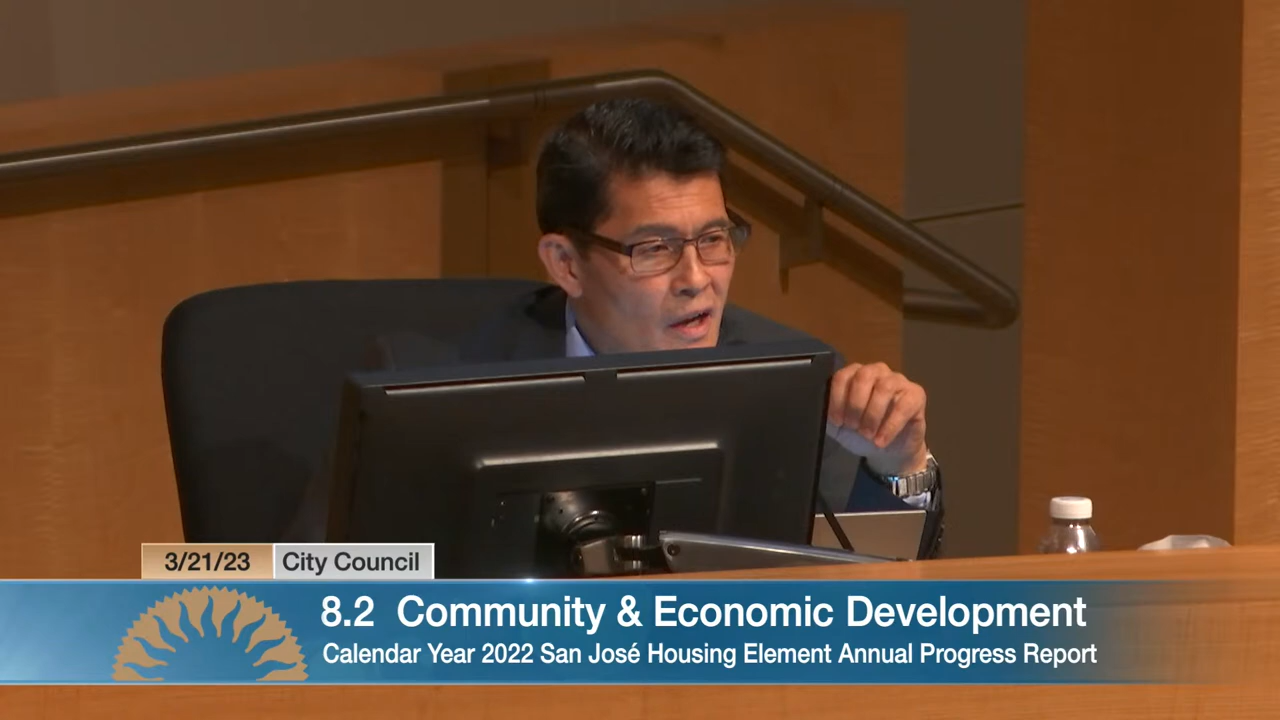 3/21/23 City Council
8.2 Community & Economic Development
Calendar Year 2022 San José Housing Element Annual Progress Report